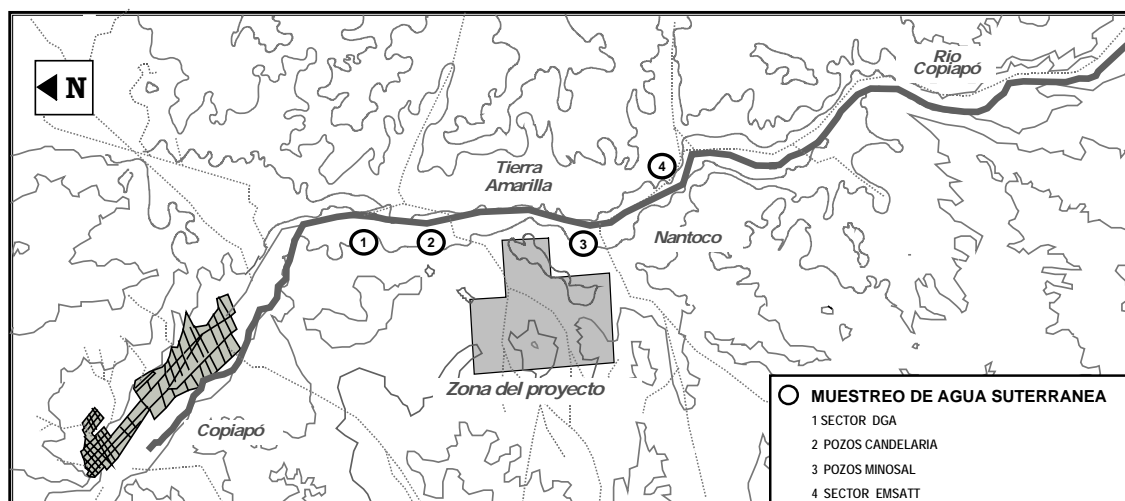 N
Rio
Copiapó
4
Tierra
Amarilla
1
2
3
Nantoco
Zona del proyecto
Copiapó
MUESTREO DE AGUA SUTERRANEA
1 SECTOR DGA
2 POZOS CANDELARIA
3 POZOS MINOSAL
4 SECTOR EMSATT